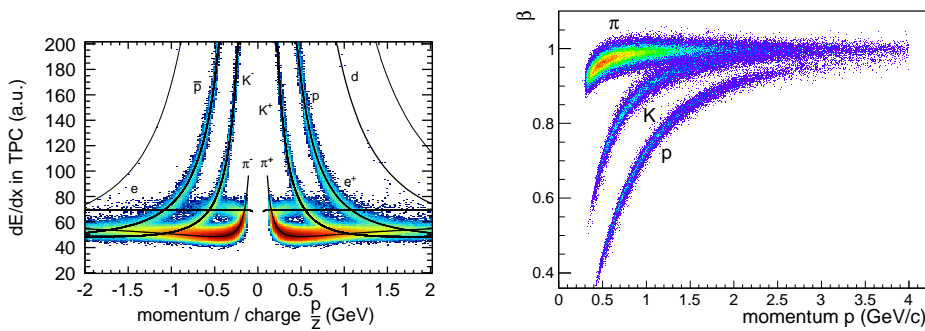 dE/dx in TPC (a.u.)
200
180
160
140
120
100
80
60
40
20
p̅
K⁻
K⁺
p
d
π⁻
π⁺
e
e⁺
-2 -1.5 -1 -0.5 0 0.5 1 1.5 2
momentum / charge p/z (GeV)
β
π
1
0.8
0.6
0.4
K
p
0 0.5 1 1.5 2 2.5 3 3.5 4
momentum p (GeV/c)